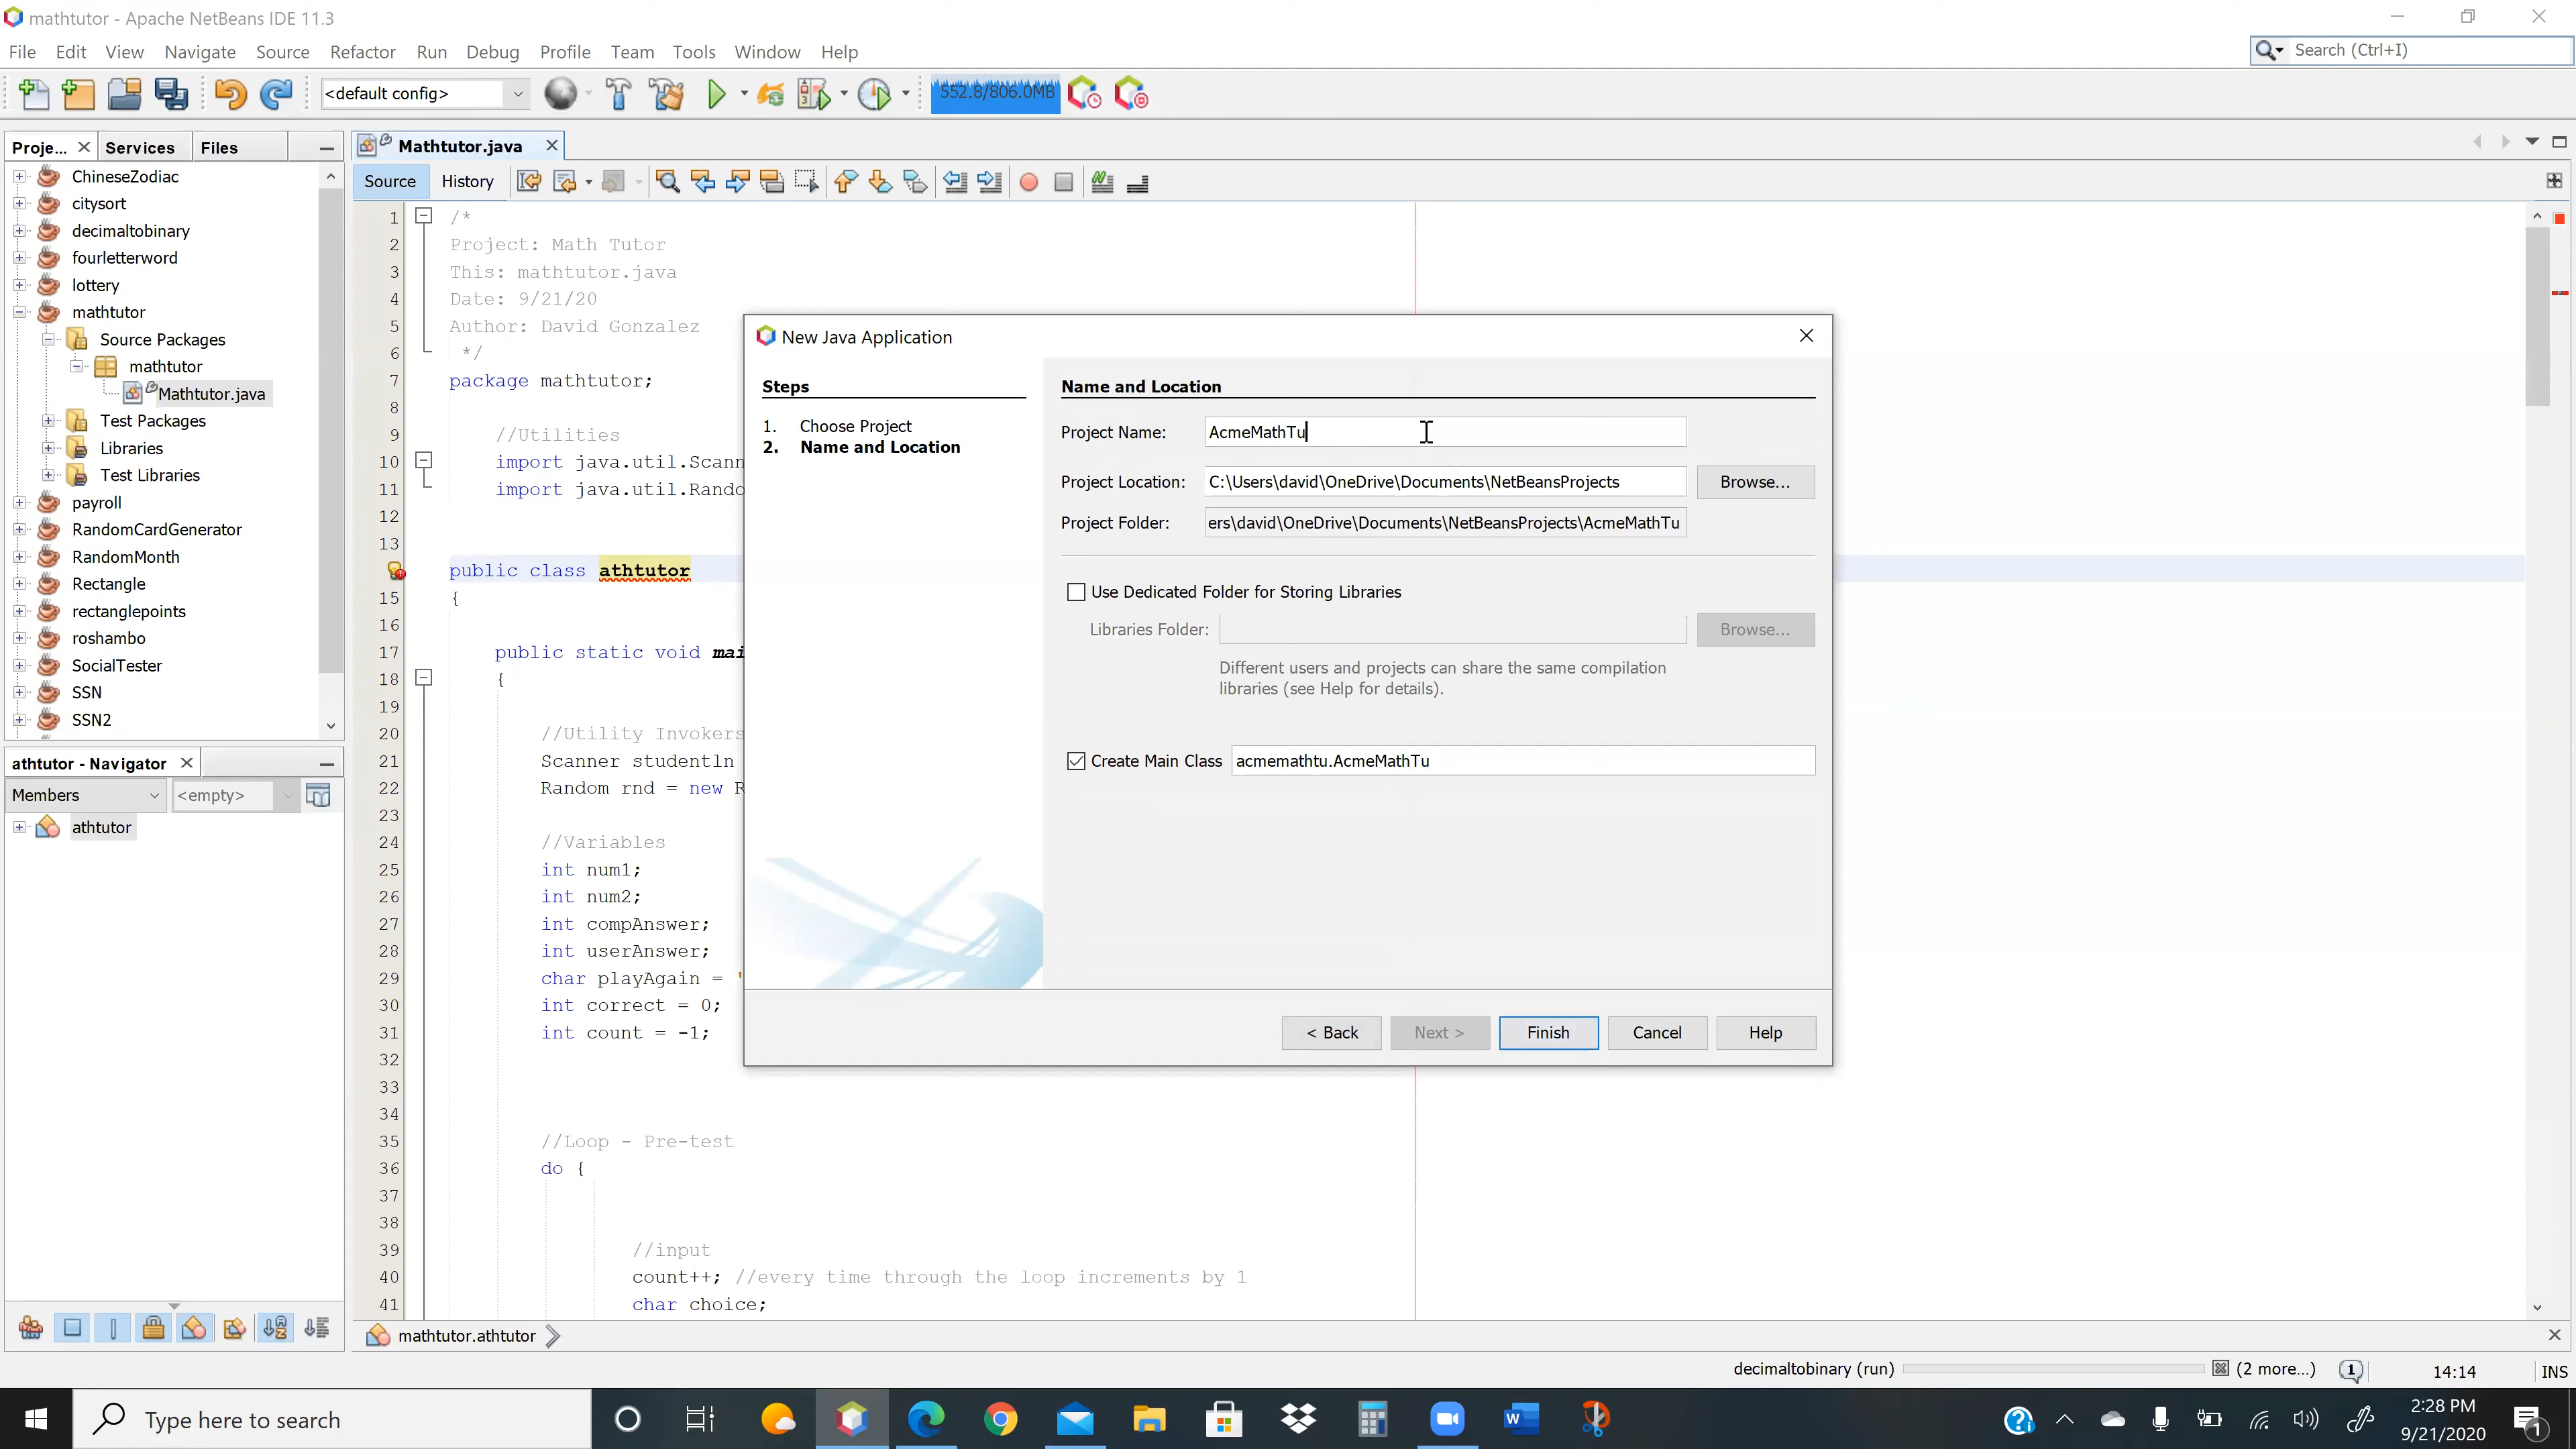 mathtutor - Apache NetBeans IDE 11.3
File Edit View Navigate Source Refactor Run Debug Profile Team Tools Window Help
Search (Ctrl+I)
<default config>
552.8/806.0MB
Proje... Services Files
Mathtutor.java
Source History
ChineseZodiac
citysort
decimaltobinary
fourletterword
lottery
mathtutor
Source Packages
mathtutor
Mathtutor.java
Test Packages
Libraries
Test Libraries
payroll
RandomCardGenerator
RandomMonth
Rectangle
rectanglepoints
roshambo
SocialTester
SSN
SSN2
athtutor - Navigator
Members <empty>
athtutor
1 /*
2 Project: Math Tutor
3 This: mathtutor.java
4 Date: 9/21/20
5 Author: David Gonzalez
6 */
7 package mathtutor;
8
9 //Utilities
10 import java.util.Scann
11 import java.util.Rando
12
13
public class athtutor
15 {
16
17 public static void mai
18 {
19
20 //Utility Invokers
21 Scanner studentln
22 Random rnd = new R
23
24 //Variables
25 int num1;
26 int num2;
27 int compAnswer;
28 int userAnswer;
29 char playAgain = '
30 int correct = 0;
31 int count = -1;
32
33
34
35 //Loop - Pre-test
36 do {
37
38
39 //input
40 count++; //every time through the loop increments by 1
41 char choice;
New Java Application
Steps
1. Choose Project
2. Name and Location
Name and Location
Project Name: AcmeMathTu
Project Location: C:\Users\david\OneDrive\Documents\NetBeansProjects Browse...
Project Folder: ers\david\OneDrive\Documents\NetBeansProjects\AcmeMathTu
Use Dedicated Folder for Storing Libraries
Libraries Folder: Browse...
Different users and projects can share the same compilation
libraries (see Help for details).
Create Main Class acmemathtu.AcmeMathTu
< Back Next > Finish Cancel Help
mathtutor.athtutor
decimaltobinary (run) (2 more...) 1 14:14 INS
Type here to search
2:28 PM
9/21/2020
1